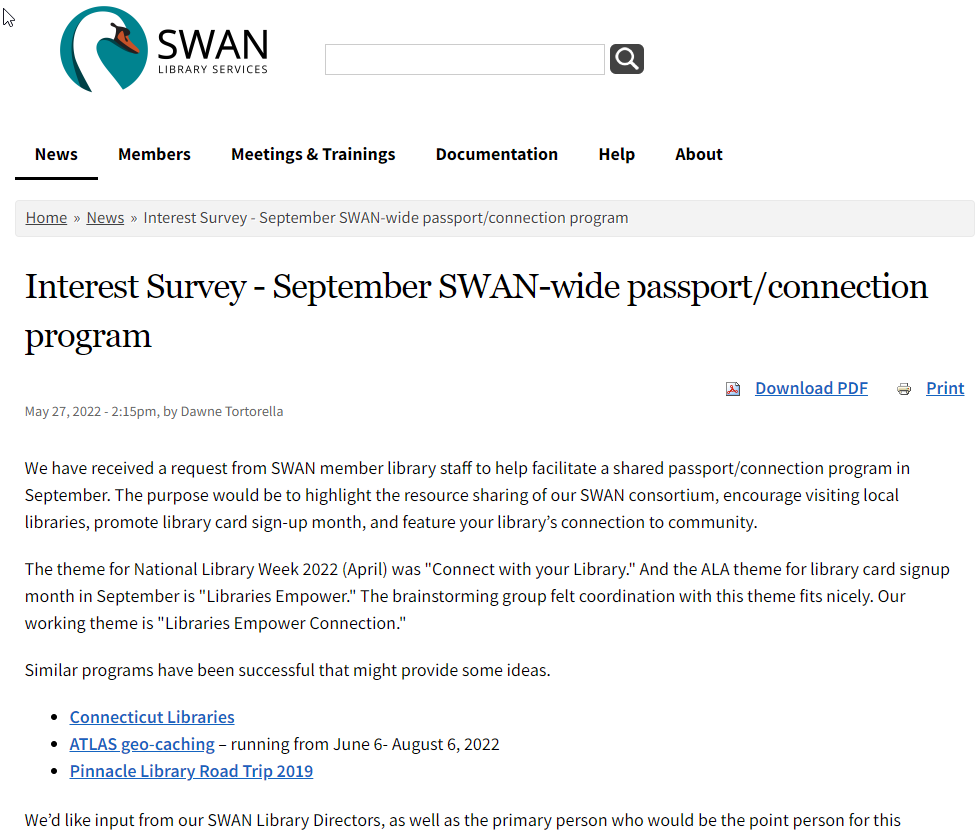 SWAN
LIBRARY SERVICES
News Members Meetings & Trainings Documentation Help About
Home » News » Interest Survey - September SWAN-wide passport/connection program
Interest Survey - September SWAN-wide passport/connection
program
Download PDF Print
May 27, 2022 - 2:15pm, by Dawne Tortorella
We have received a request from SWAN member library staff to help facilitate a shared passport/connection program in
September. The purpose would be to highlight the resource sharing of our SWAN consortium, encourage visiting local
libraries, promote library card sign-up month, and feature your library’s connection to community.
The theme for National Library Week 2022 (April) was "Connect with your Library." And the ALA theme for library card signup
month in September is "Libraries Empower." The brainstorming group felt coordination with this theme fits nicely. Our
working theme is "Libraries Empower Connection."
Similar programs have been successful that might provide some ideas.
• Connecticut Libraries
• ATLAS geo-caching – running from June 6- August 6, 2022
• Pinnacle Library Road Trip 2019
We’d like input from our SWAN Library Directors, as well as the primary person who would be the point person for this